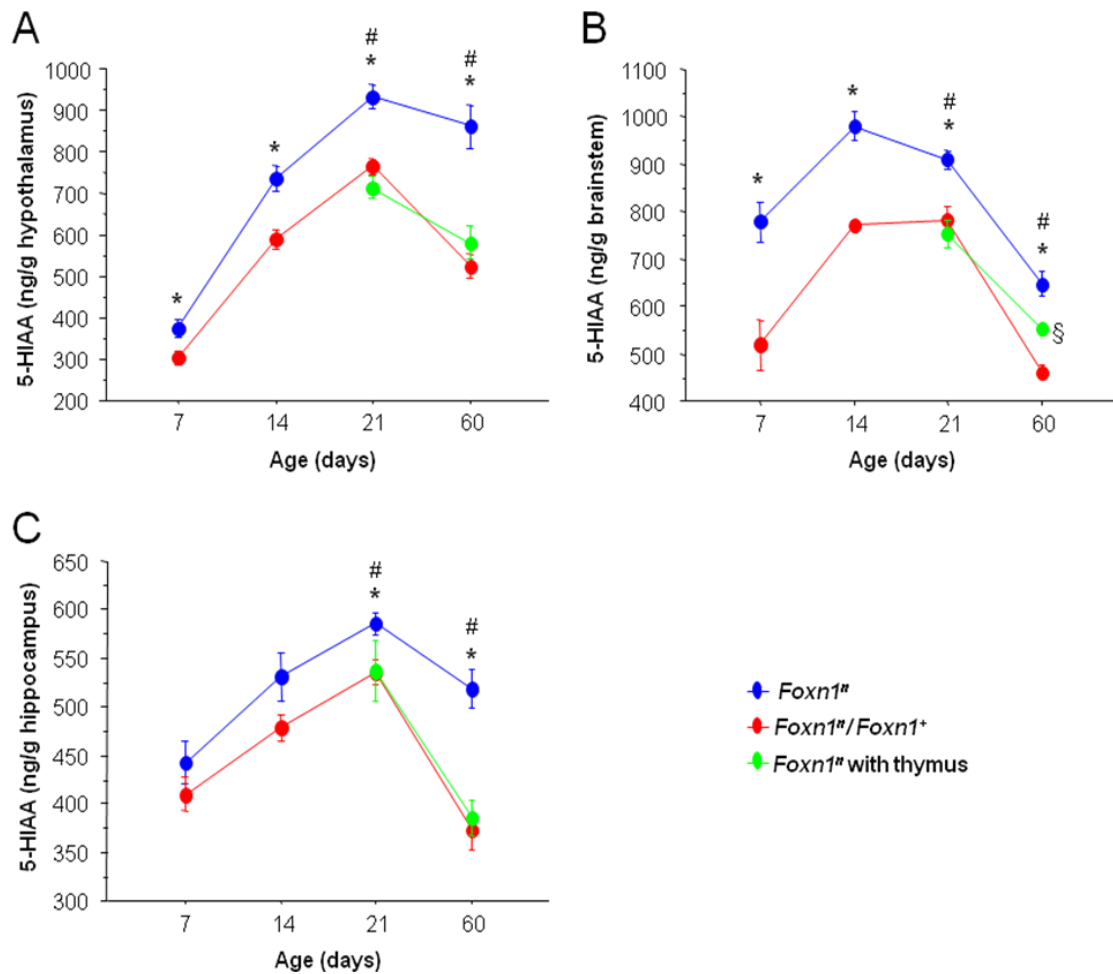 A
# #
* *
*
*
1000
900
800
700
600
500
400
300
200
5-HIAA (ng/g hypothalamus)
7 14 21 60
Age (days)
B
*
#
*
*
#
*
§
1100
1000
900
800
700
600
500
400
5-HIAA (ng/g brainstem)
7 14 21 60
Age (days)
C
#
*
#
*
650
600
550
500
450
400
350
300
5-HIAA (ng/g hippocampus)
7 14 21 60
Age (days)
Foxn1ⁿ
Foxn1ⁿ/Foxn1⁺
Foxn1ⁿ with thymus